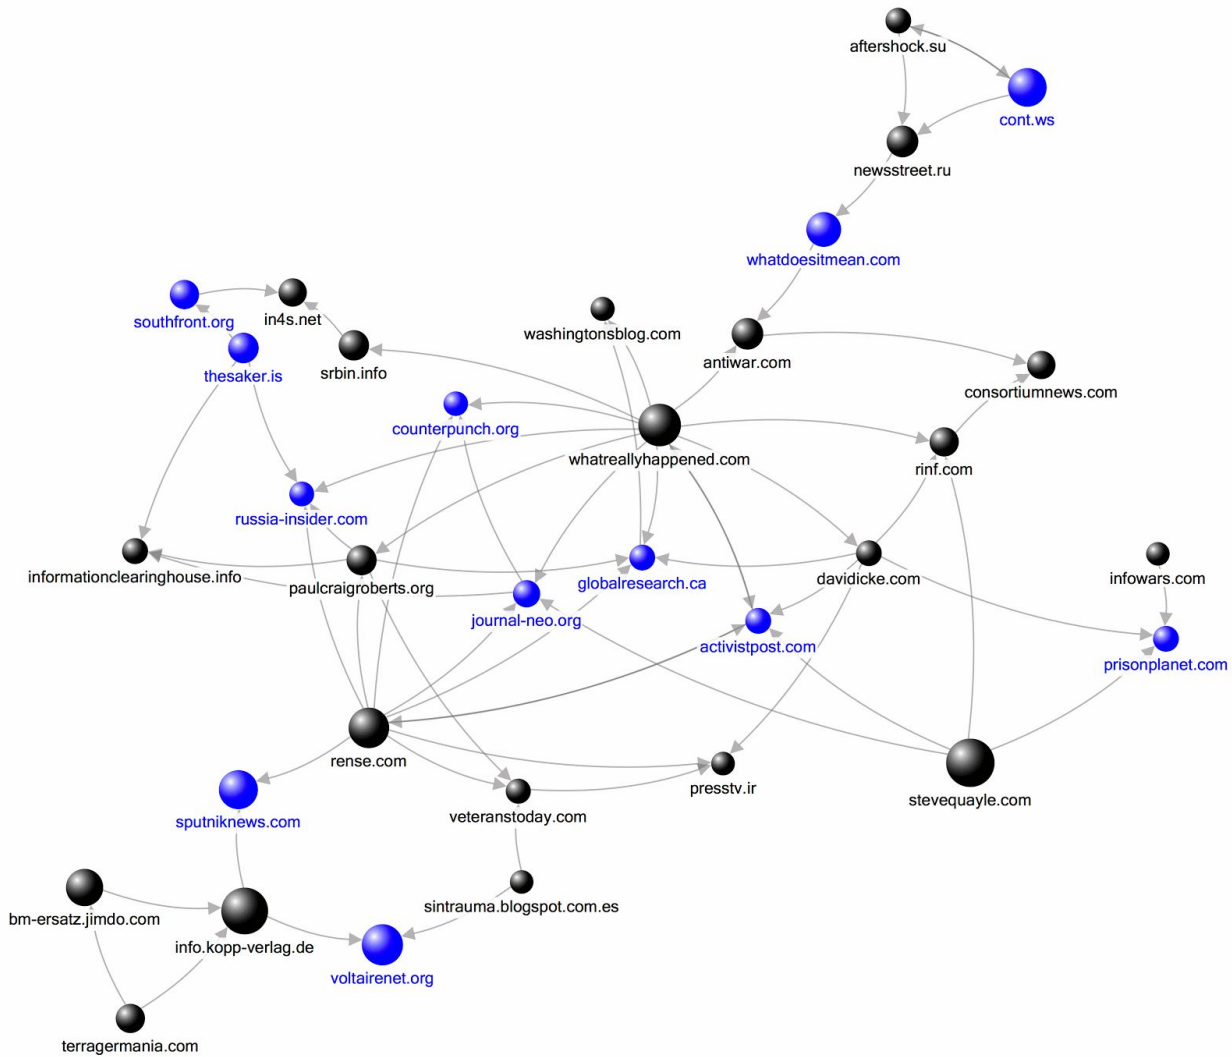 aftershock.su
cont.ws
newsstreet.ru
whatdoesitmean.com
southfront.org
in4s.net
washingtonsblog.com
antiwar.com
thesaker.is
srbin.info
consortiumnews.com
counterpunch.org
whatreallyhappened.com
rinf.com
russia-insider.com
informationclearinghouse.info
paulcraigroberts.org
globalresearch.ca
davidicke.com
infowars.com
journal-neo.org
activistpost.com
prisonplanet.com
rense.com
presstv.ir
stevequayle.com
sputniknews.com
veteranstoday.com
bm-ersatz.jimdo.com
sintrauma.blogspot.com.es
info.kopp-verlag.de
voltairenet.org
terragermania.com